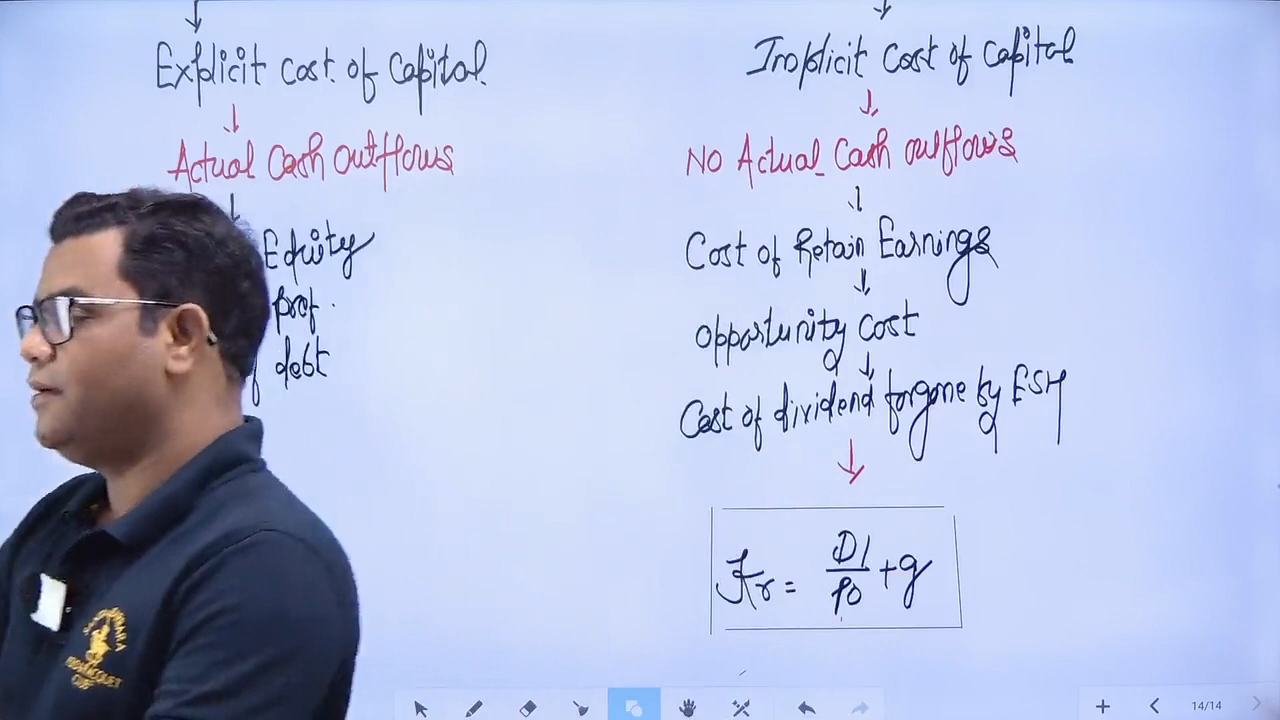 Explicit cost of capital
Actual Cash outflows
Equity
pref.
debt
Implicit cost of capital
NO Actual Cash outflows
Cost of Retain Earnings
opportunity cost
Cost of dividend forgone by ESH
Kr = D1/P0 + g
14/14